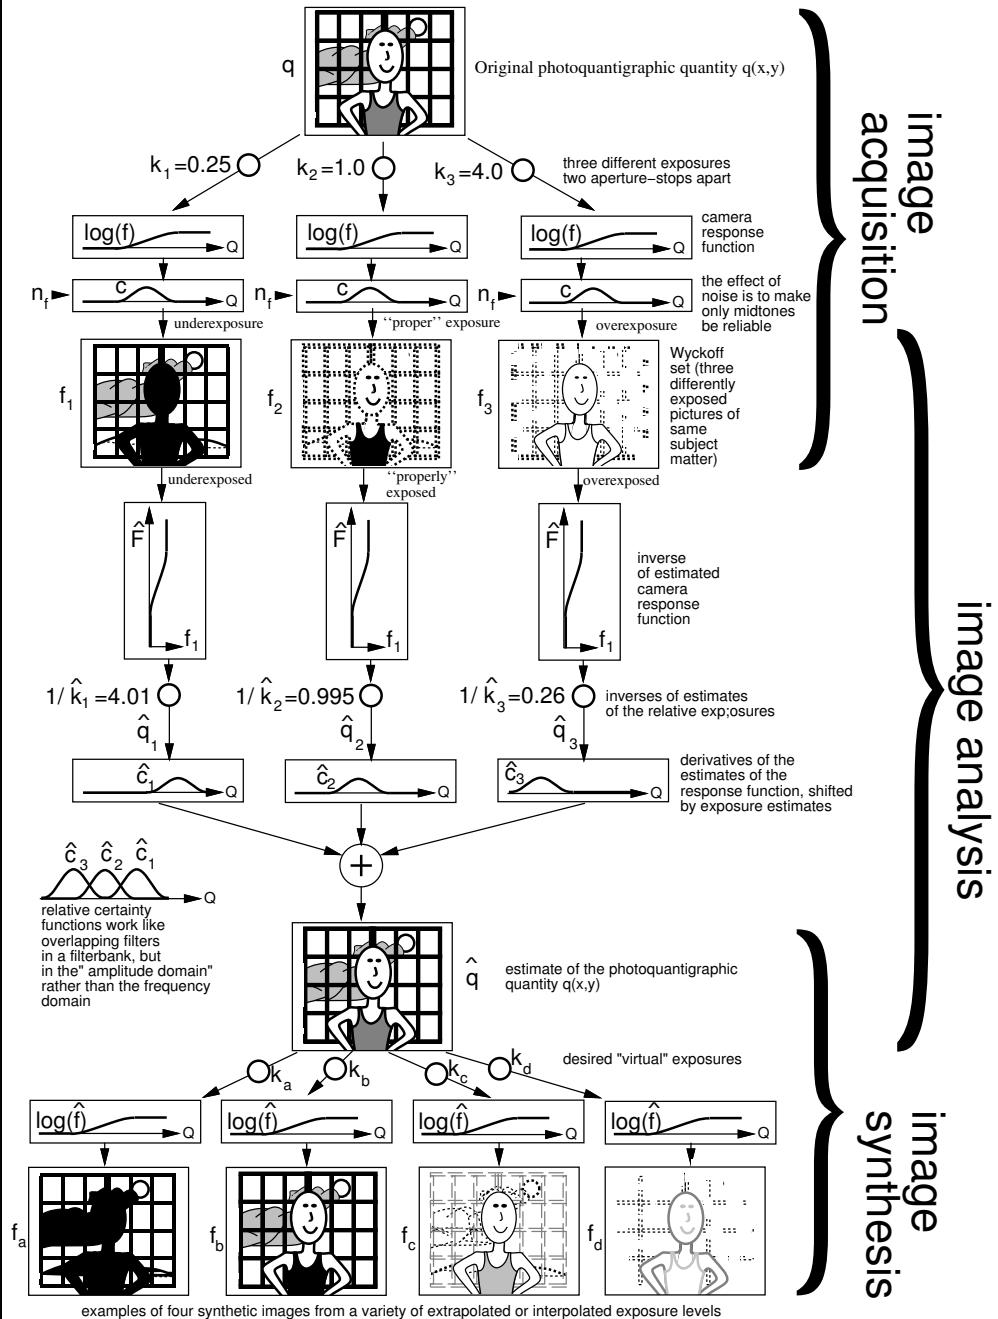 q
Original photoquantigraphic quantity q(x,y)
k1=0.25
k2=1.0
k3=4.0
three different exposures
two aperture–stops apart
log(f)
Q
log(f)
Q
log(f)
Q
camera
response
function
nf
c
Q
nf
c
Q
nf
c
Q
the effect of
noise is to make
only midtones
be reliable
underexposure
‘‘proper’’ exposure
overexposure
image
acquisition
f1
f2
f3
Wyckoff
set (three
differently
exposed
pictures of
same
subject
matter)
underexposed
‘‘properly’’
exposed
overexposed
F̂
f1
F̂
f1
F̂
f1
inverse
of estimated
camera
response
function
1/ k̂1=4.01
1/ k̂2=0.995
1/ k̂3=0.26
inverses of estimates
of the relative exp;osures
q̂1
q̂2
q̂3
ĉ1
Q
ĉ2
Q
ĉ3
Q
derivatives of the
estimates of the
response function, shifted
by exposure estimates
image analysis
+
ĉ3 ĉ2 ĉ1
Q
relative certainty
functions work like
overlapping filters
in a filterbank, but
in the" amplitude domain"
rather than the frequency
domain
q̂
estimate of the photoquantigraphic
quantity q(x,y)
ka
kb
kc
kd
desired "virtual" exposures
log(f̂)
Q
log(f̂)
Q
log(f̂)
Q
log(f̂)
Q
image
synthesis
fa
fb
fc
fd
examples of four synthetic images from a variety of extrapolated or interpolated exposure levels